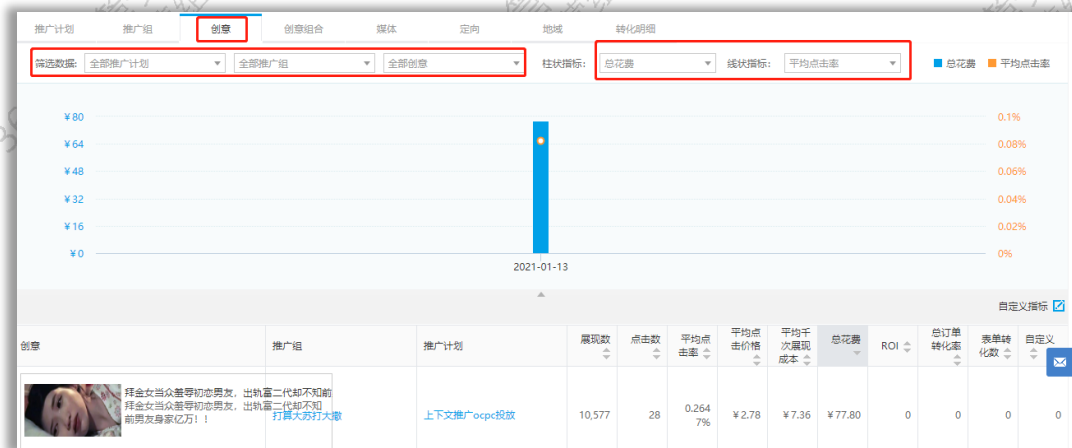 推广计划 推广组 创意 创意组合 媒体 定向 地域 转化明细
筛选数据: 全部推广计划 全部推广组 全部创意 柱状指标: 总花费 线状指标: 平均点击率 总花费 平均点击率
¥80 0.1%
¥64 0.08%
¥48 0.06%
¥32 0.04%
¥16 0.02%
¥0 0%
2021-01-13
自定义指标
创意 推广组 推广计划 展现数 点击数 平均点击率 平均点击价格 平均千次展现成本 总花费 ROI 总订单转化率 表单转化数 自定义
拜金女当众羞辱初恋男友，出轨富二代却不知前
拜金女当众羞辱初恋男友，出轨富二代却不知
前男友身家亿万！！
打算大苏打大撒 上下文推广ocpc投放 10,577 28 0.2647% ¥2.78 ¥7.36 ¥77.80 0 0 0 0